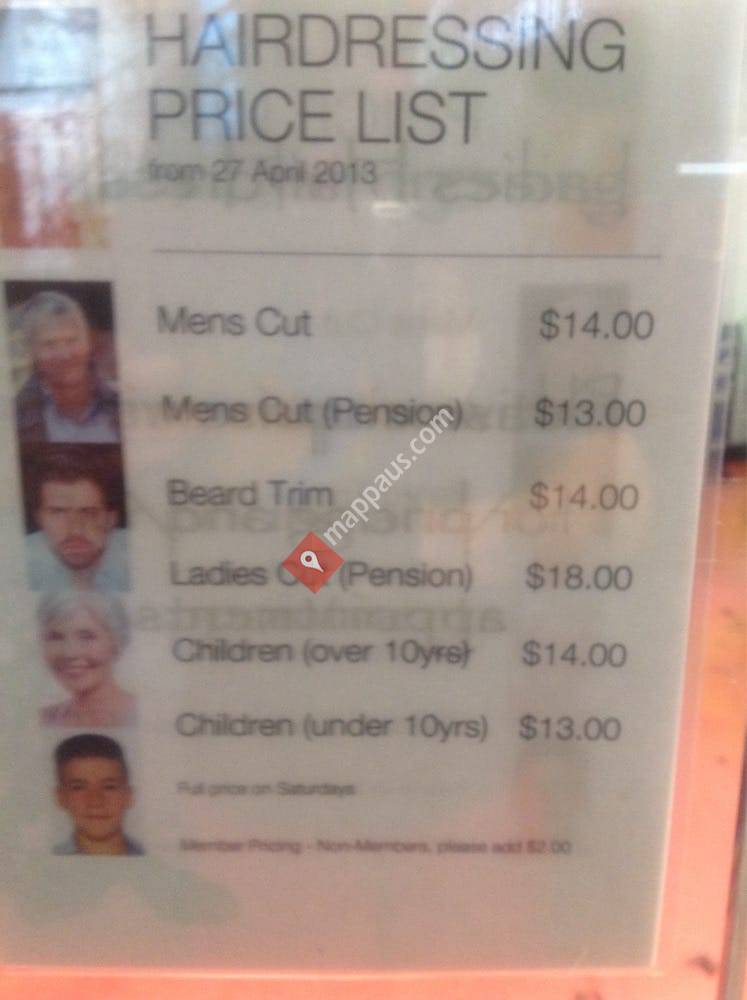 HAIRDRESSING
PRICE LIST
from 27 April 2013
Mens Cut $14.00
Mens Cut (Pension) $13.00
Beard Trim $14.00
Ladies Cut (Pension) $18.00
Children (over 10yrs) $14.00
Children (under 10yrs) $13.00
Full price on Saturdays
Member Pricing - Non-Members, please add $2.00
mappaus.com